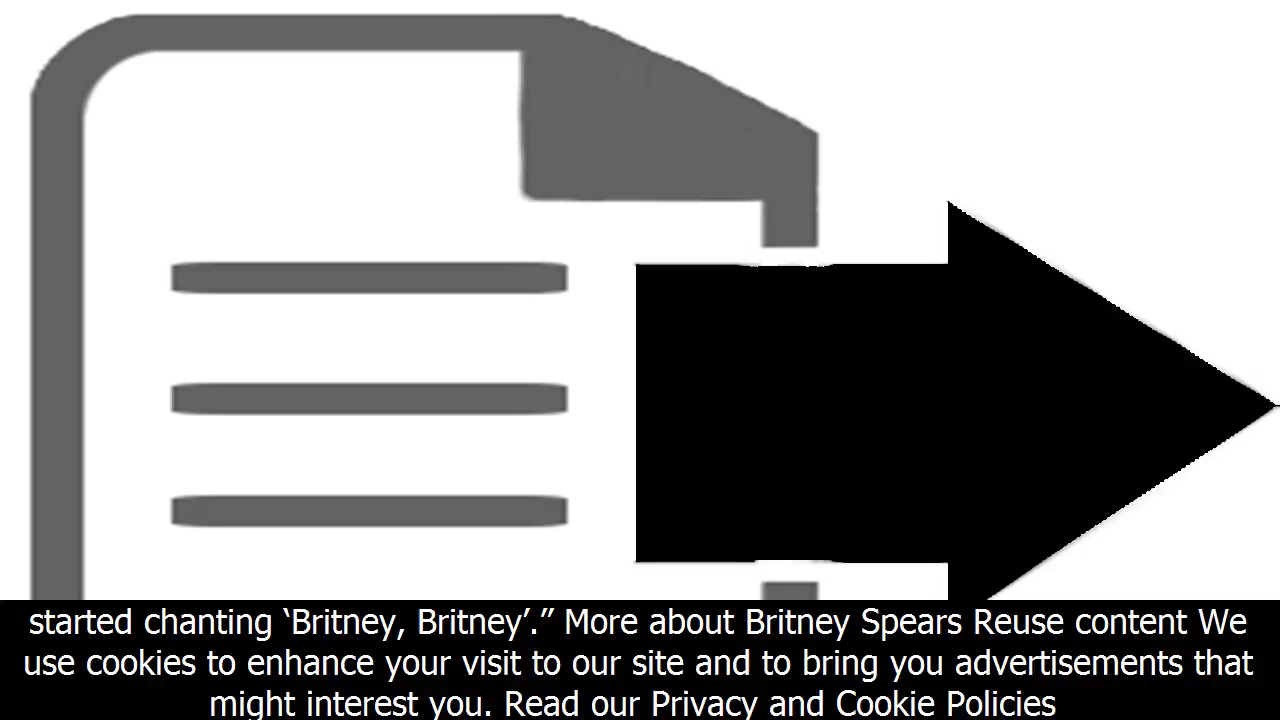 started chanting ‘Britney, Britney’.” More about Britney Spears Reuse content We
use cookies to enhance your visit to our site and to bring you advertisements that
might interest you. Read our Privacy and Cookie Policies